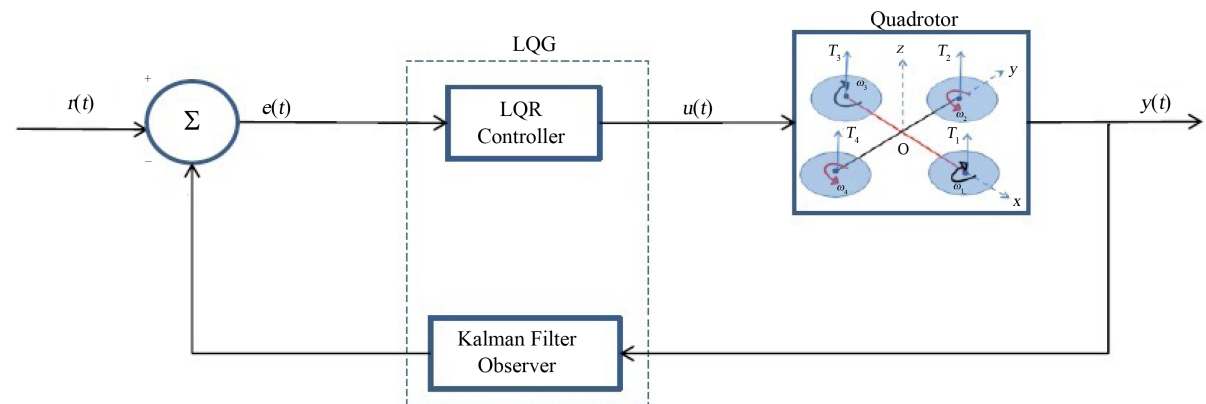 Quadrotor
LQG
T3
z
T2
y
ω3
ω2
r(t)
+
Σ
−
e(t)
LQR
Controller
u(t)
y(t)
T4
O
T1
ω4
ω1
x
Kalman Filter
Observer